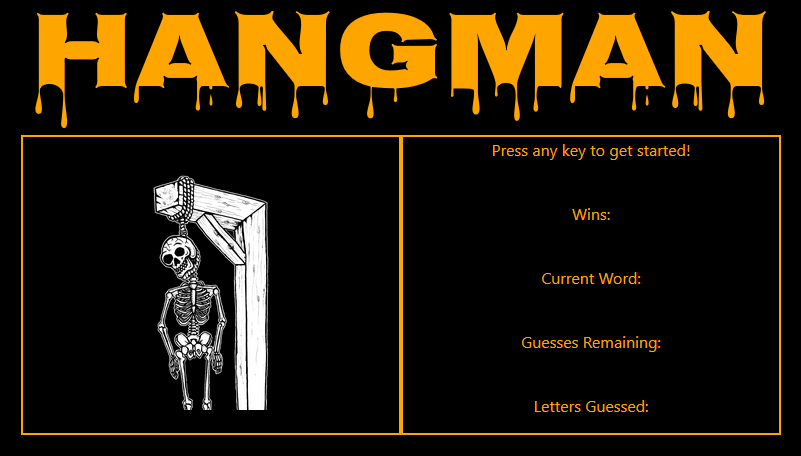 HANGMAN
Press any key to get started!
Wins:
Current Word:
Guesses Remaining:
Letters Guessed: